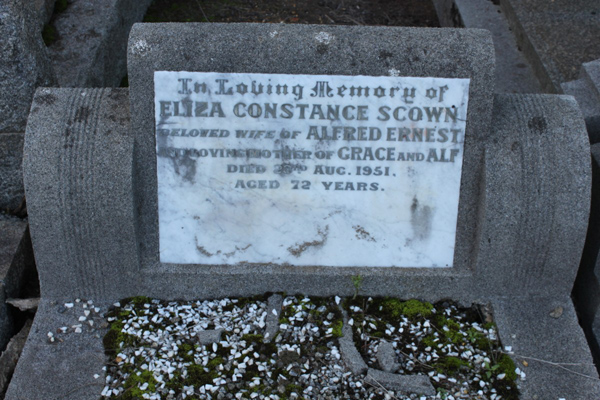 In Loving Memory of
ELIZA CONSTANCE SCOWN
BELOVED WIFE OF ALFRED ERNEST
LOVING MOTHER OF GRACE AND ALF
DIED AUG. 1951.
AGED 72 YEARS.